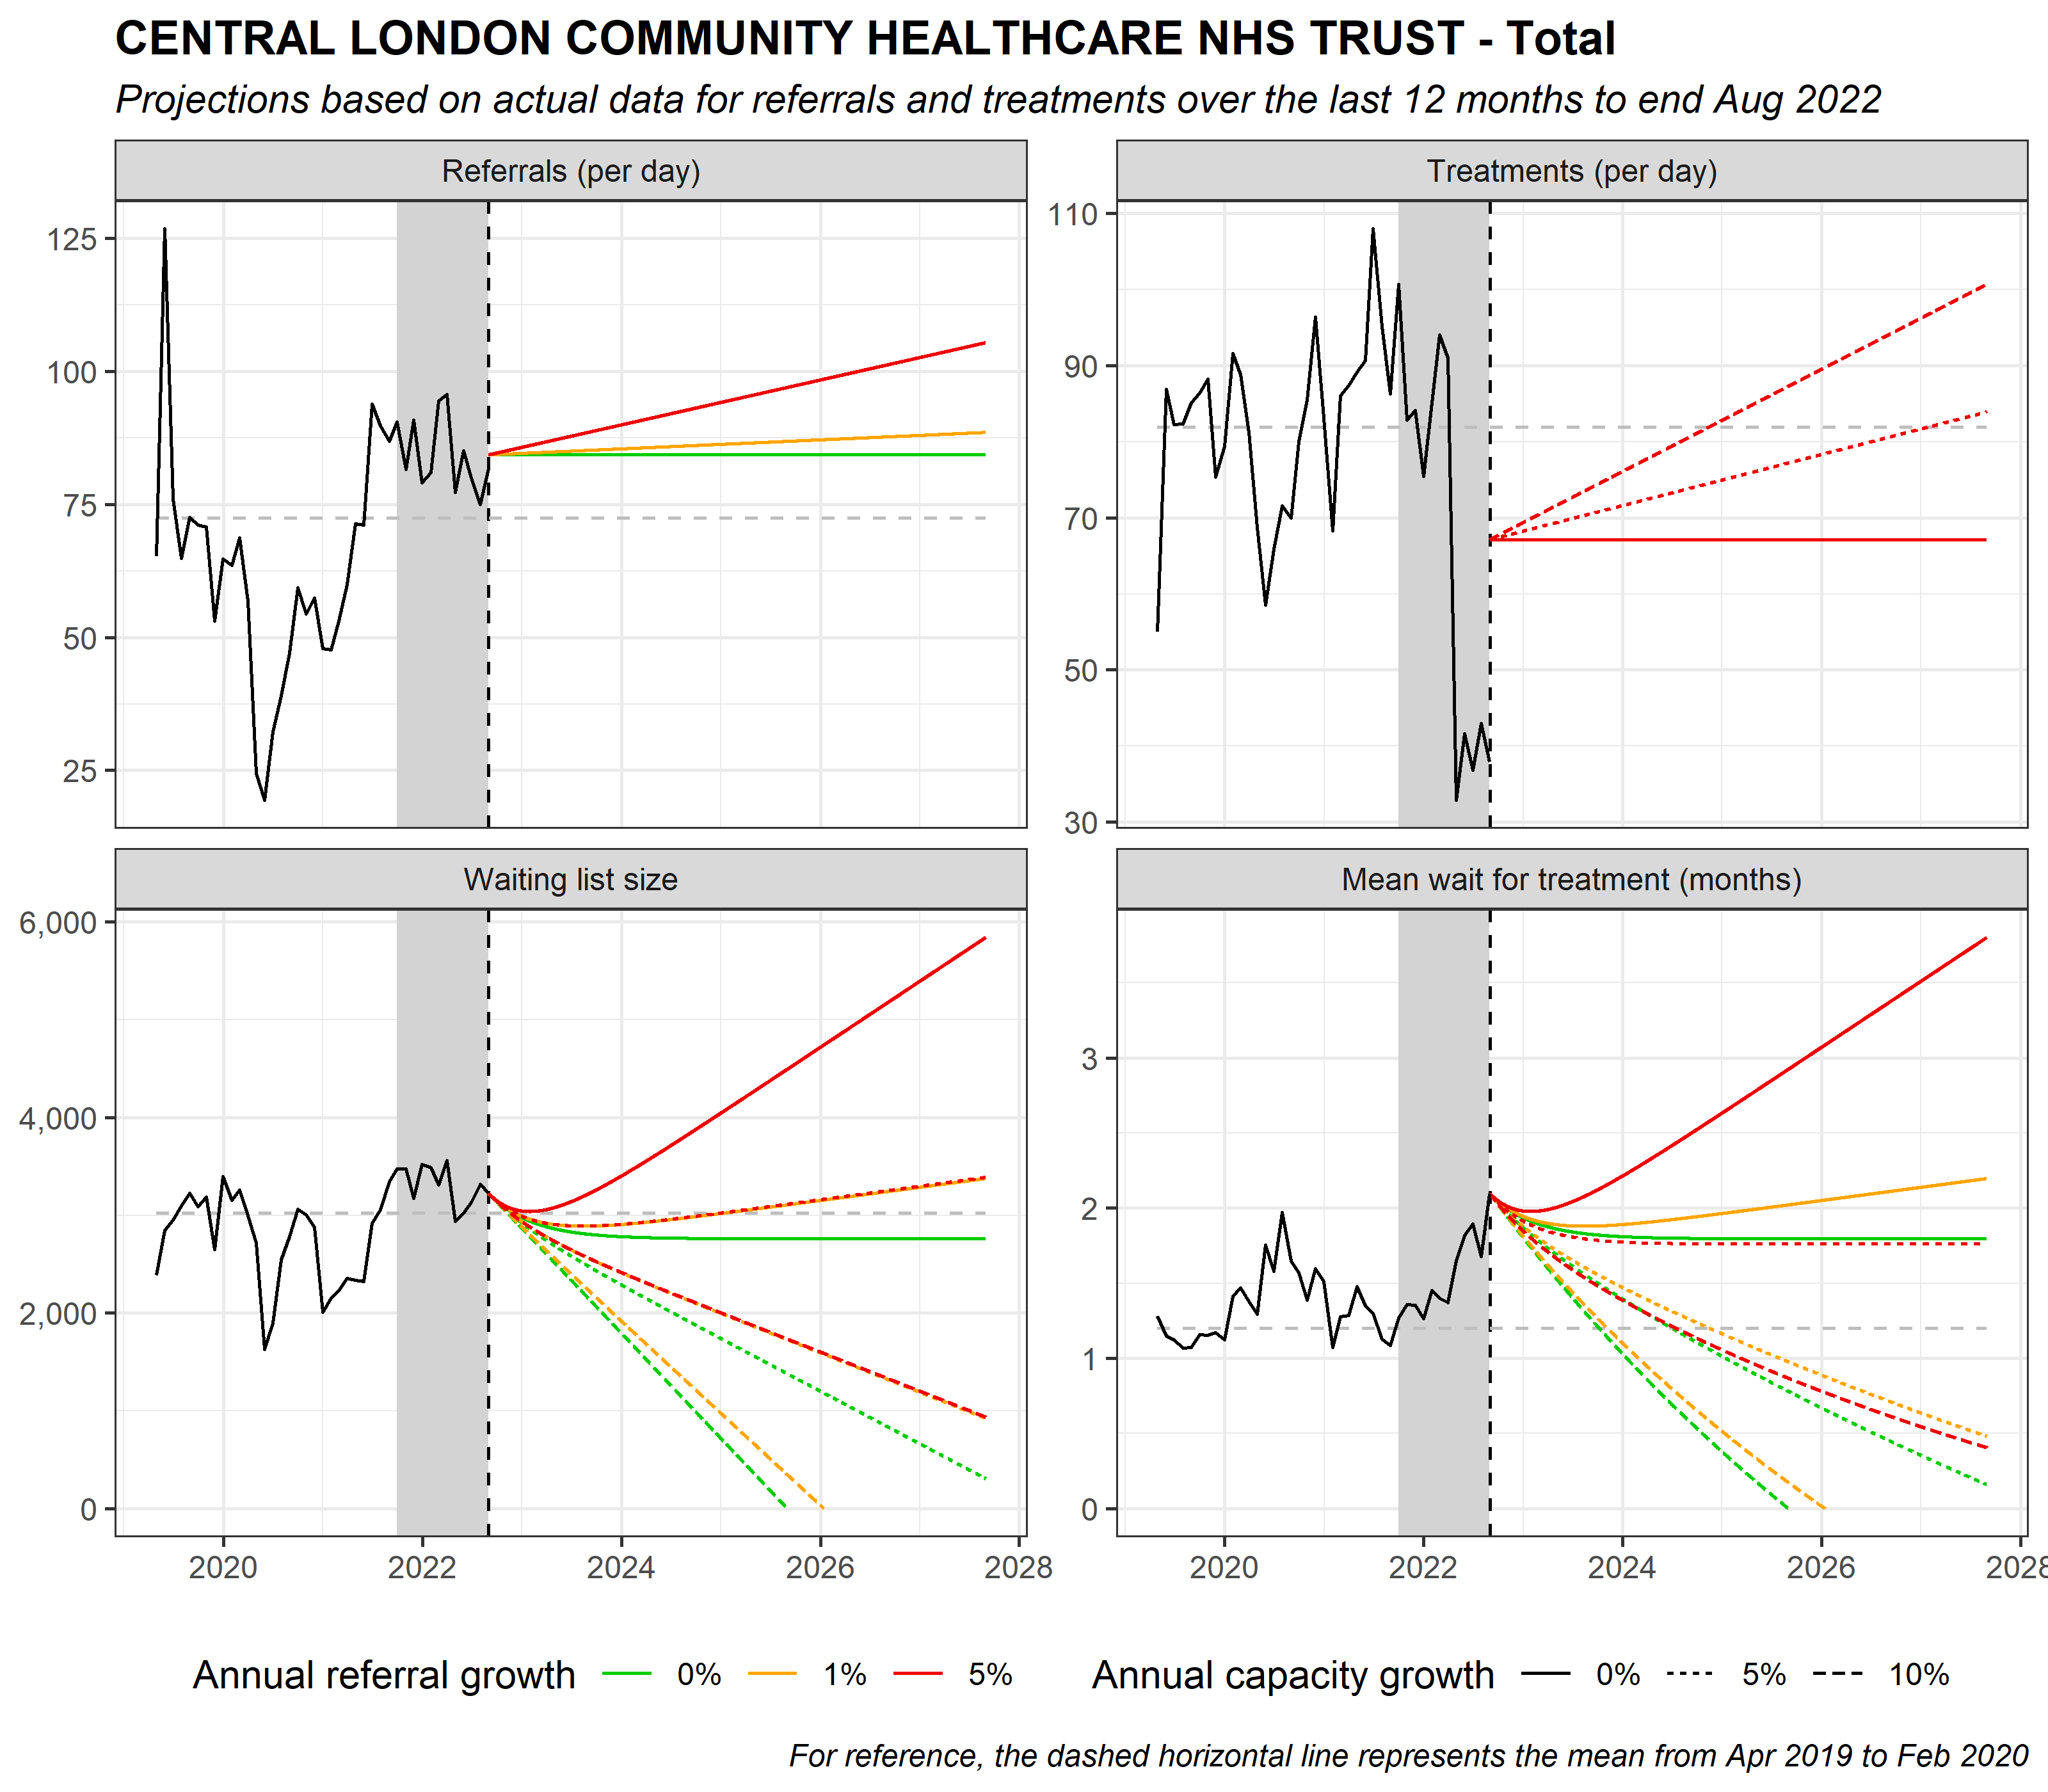 CENTRAL LONDON COMMUNITY HEALTHCARE NHS TRUST - Total
Projections based on actual data for referrals and treatments over the last 12 months to end Aug 2022
Referrals (per day)
125
100
75
50
25
Treatments (per day)
110
90
70
50
30
Waiting list size
6,000
4,000
2,000
0
2020 2022 2024 2026 2028
Mean wait for treatment (months)
3
2
1
0
2020 2022 2024 2026 2028
Annual referral growth 0% 1% 5%
Annual capacity growth 0% 5% 10%
For reference, the dashed horizontal line represents the mean from Apr 2019 to Feb 2020